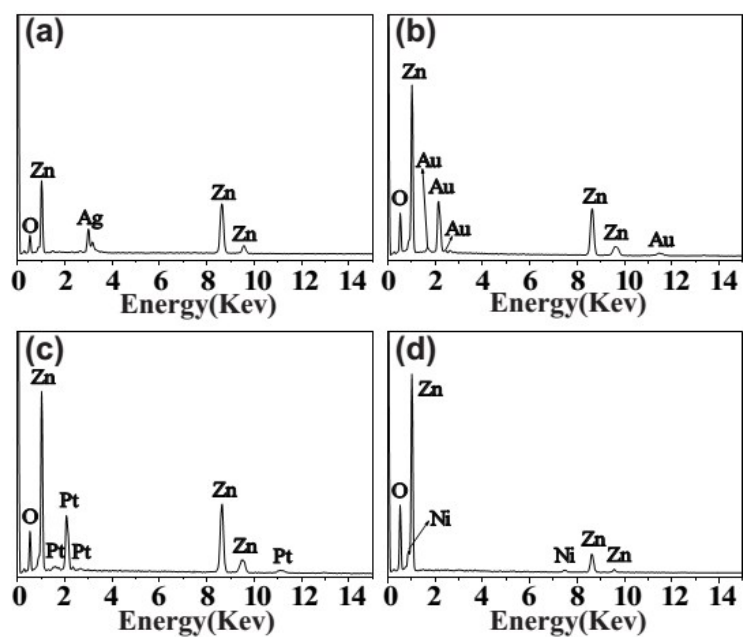 (a)
Zn
O
Ag
Zn
Zn
0 2 4 6 8 10 12 14
Energy(Kev)
(b)
Zn
Au
O
Au
Au
Zn
Zn
Au
0 2 4 6 8 10 12 14
Energy(Kev)
(c)
Zn
O
Pt
Pt
Pt
Zn
Zn
Pt
0 2 4 6 8 10 12 14
Energy(Kev)
(d)
Zn
O
Ni
Ni
Zn
Zn
0 2 4 6 8 10 12 14
Energy(Kev)